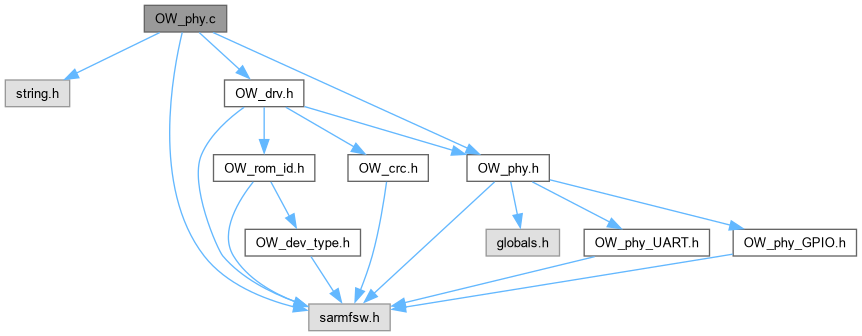 OW_phy.c
string.h
OW_drv.h
OW_rom_id.h
OW_crc.h
OW_phy.h
OW_dev_type.h
globals.h
OW_phy_UART.h
OW_phy_GPIO.h
sarmfsw.h